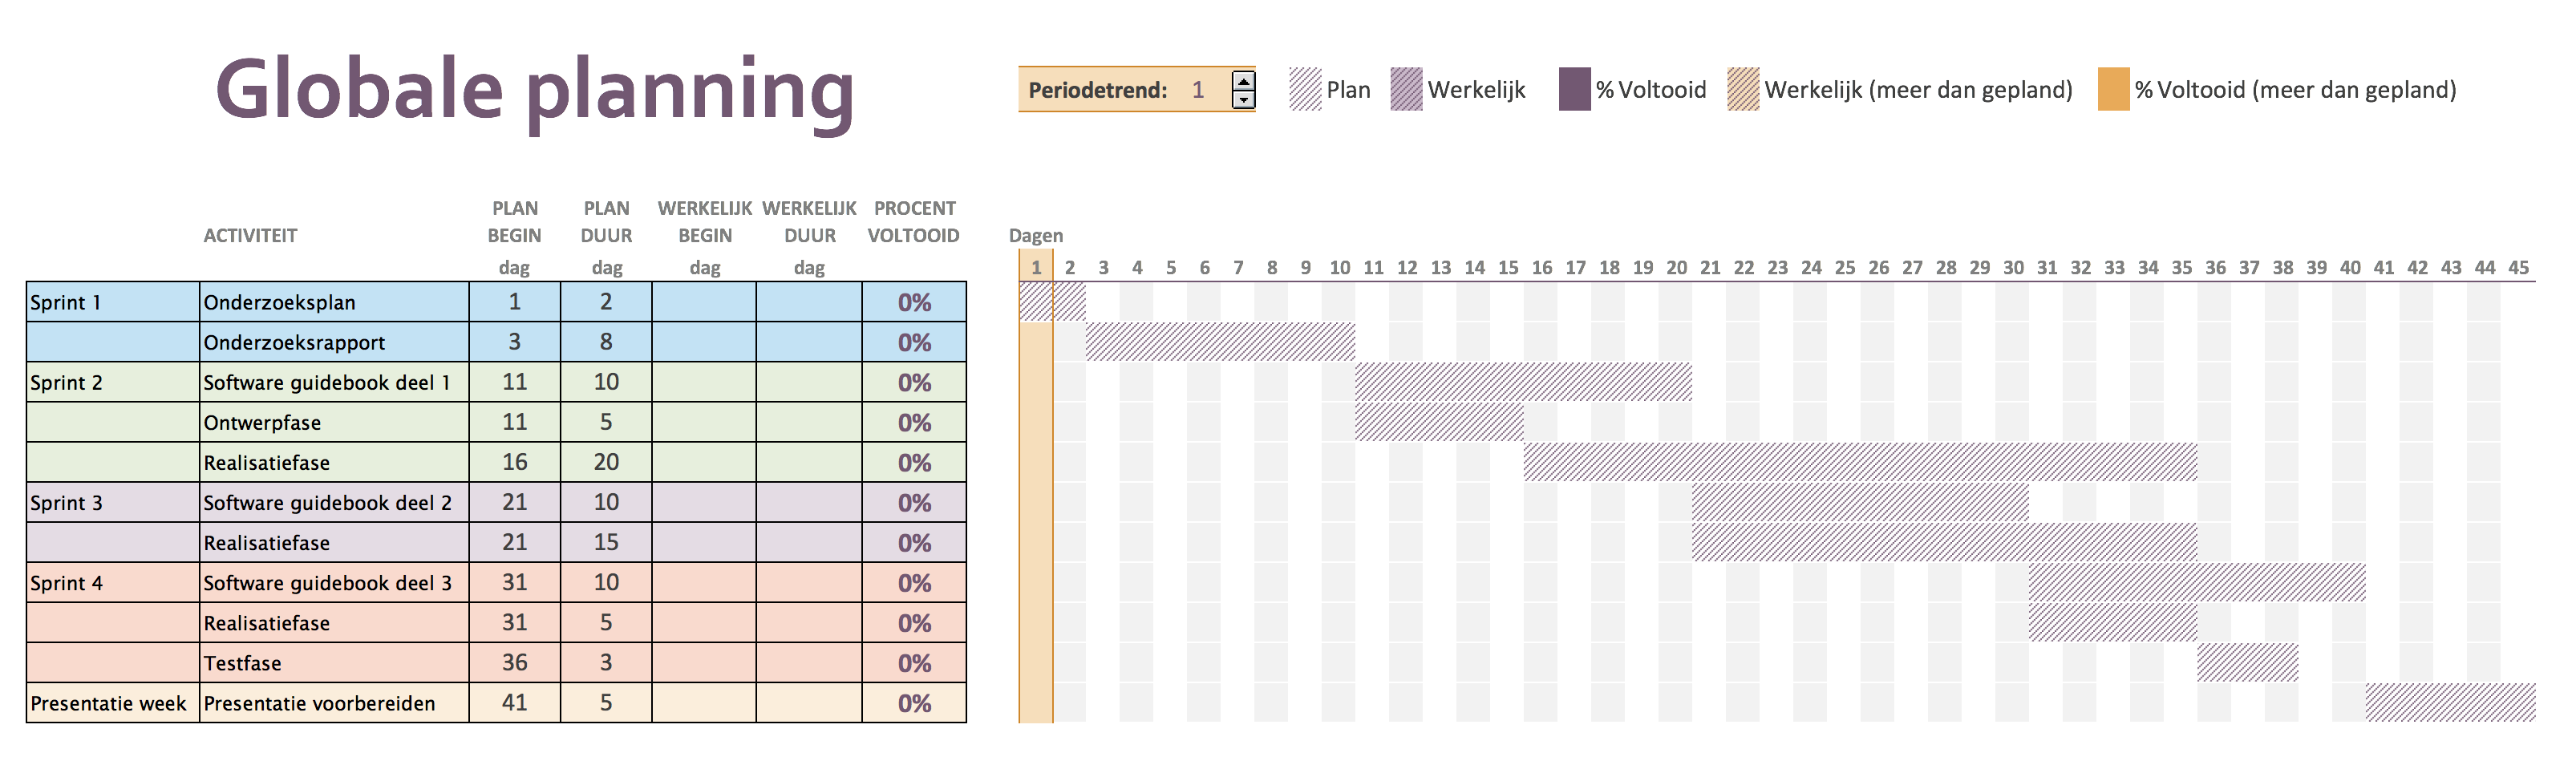 Globale planning
Periodetrend: 1 Plan Werkelijk % Voltooid Werkelijk (meer dan gepland) % Voltooid (meer dan gepland)
PLAN PLAN WERKELIJK WERKELIJK PROCENT
ACTIVITEIT BEGIN DUUR BEGIN DUUR VOLTOOID Dagen
dag dag dag dag 1 2 3 4 5 6 7 8 9 10 11 12 13 14 15 16 17 18 19 20 21 22 23 24 25 26 27 28 29 30 31 32 33 34 35 36 37 38 39 40 41 42 43 44 45
Sprint 1 Onderzoeksplan 1 2 0%
Onderzoeksrapport 3 8 0%
Sprint 2 Software guidebook deel 1 11 10 0%
Ontwerpfase 11 5 0%
Realisatiefase 16 20 0%
Sprint 3 Software guidebook deel 2 21 10 0%
Realisatiefase 21 15 0%
Sprint 4 Software guidebook deel 3 31 10 0%
Realisatiefase 31 5 0%
Testfase 36 3 0%
Presentatie week Presentatie voorbereiden 41 5 0%